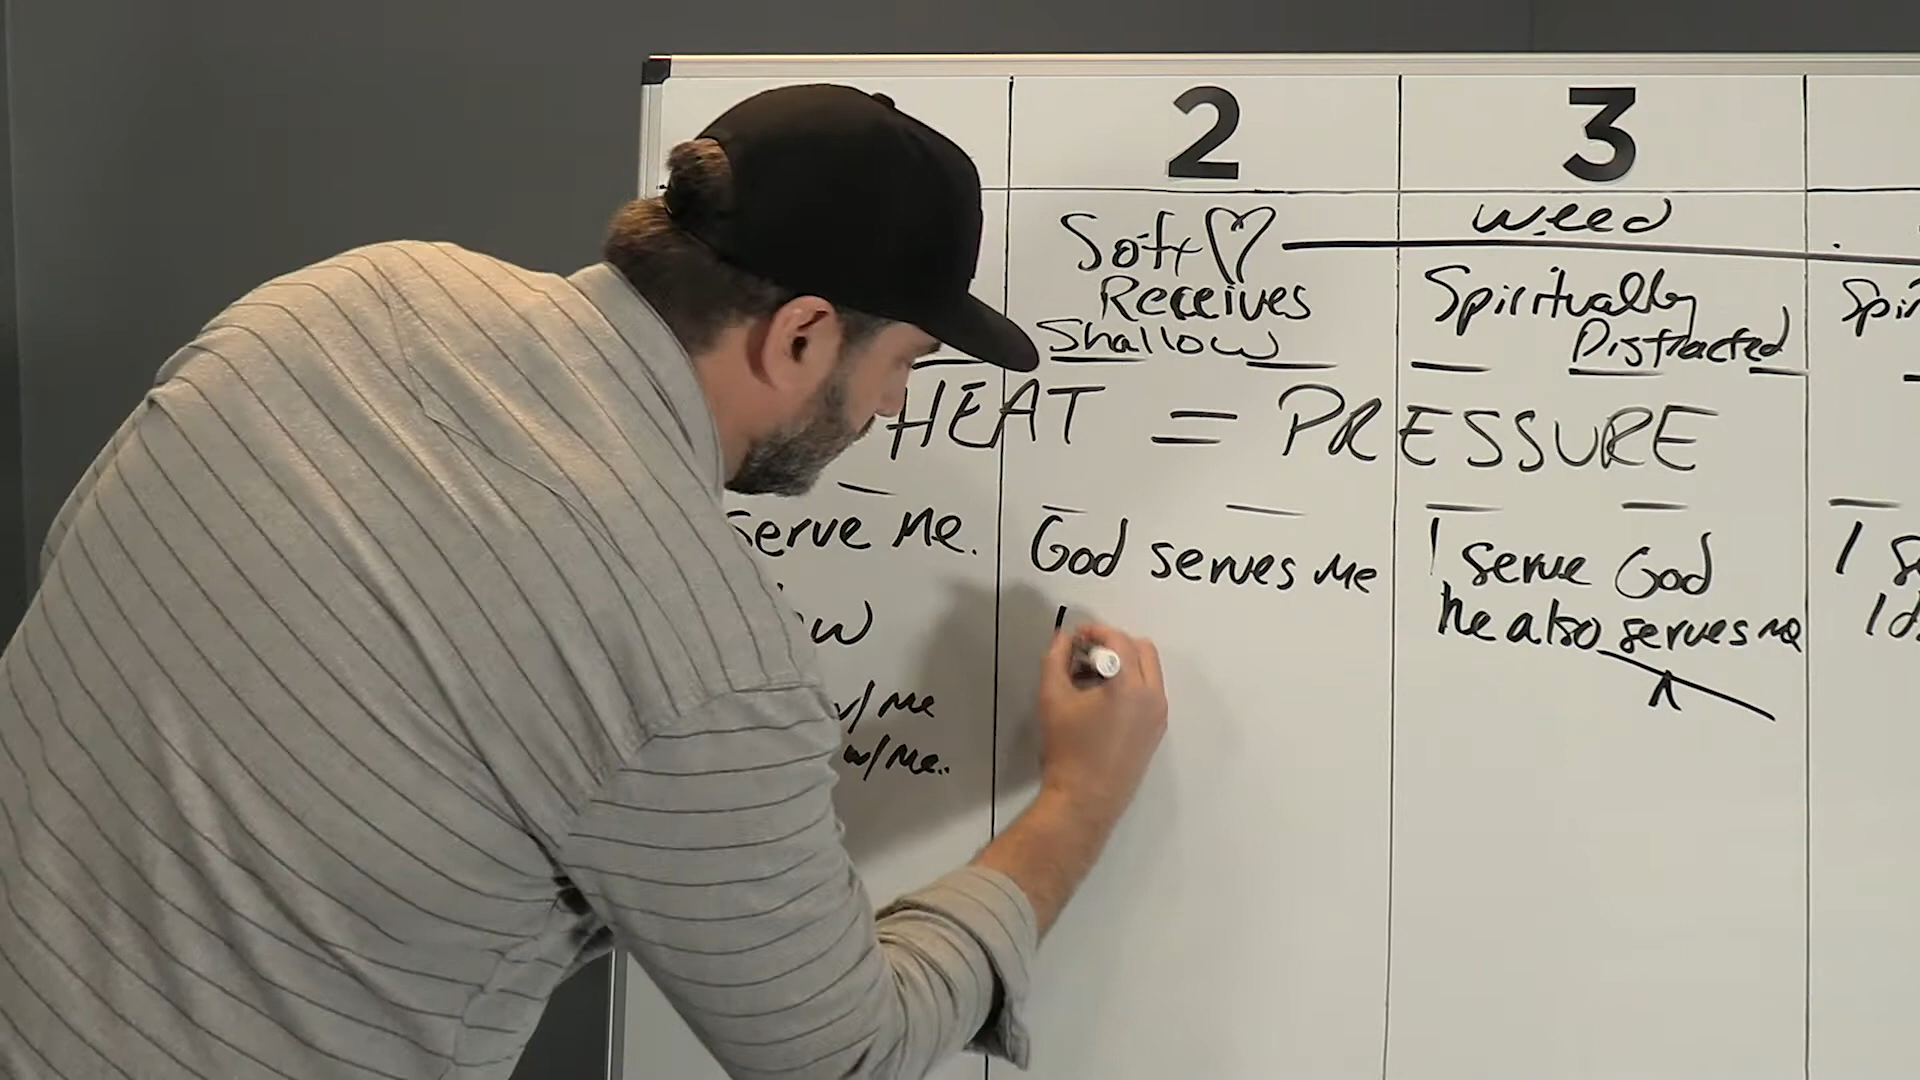 2 3
weed
Soft
Receives
Shallow
Spiritually
Distracted
HEAT = PRESSURE
serve Me.
w/ Me
w/ Me..
God serves Me
I serve God
he also serves me
I